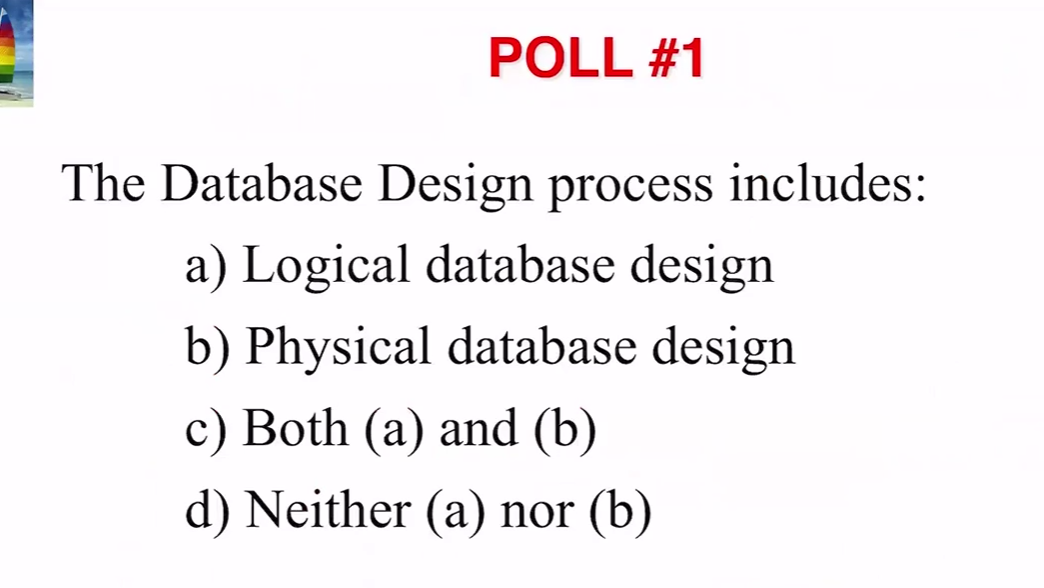 POLL #1
The Database Design process includes:
a) Logical database design
b) Physical database design
c) Both (a) and (b)
d) Neither (a) nor (b)